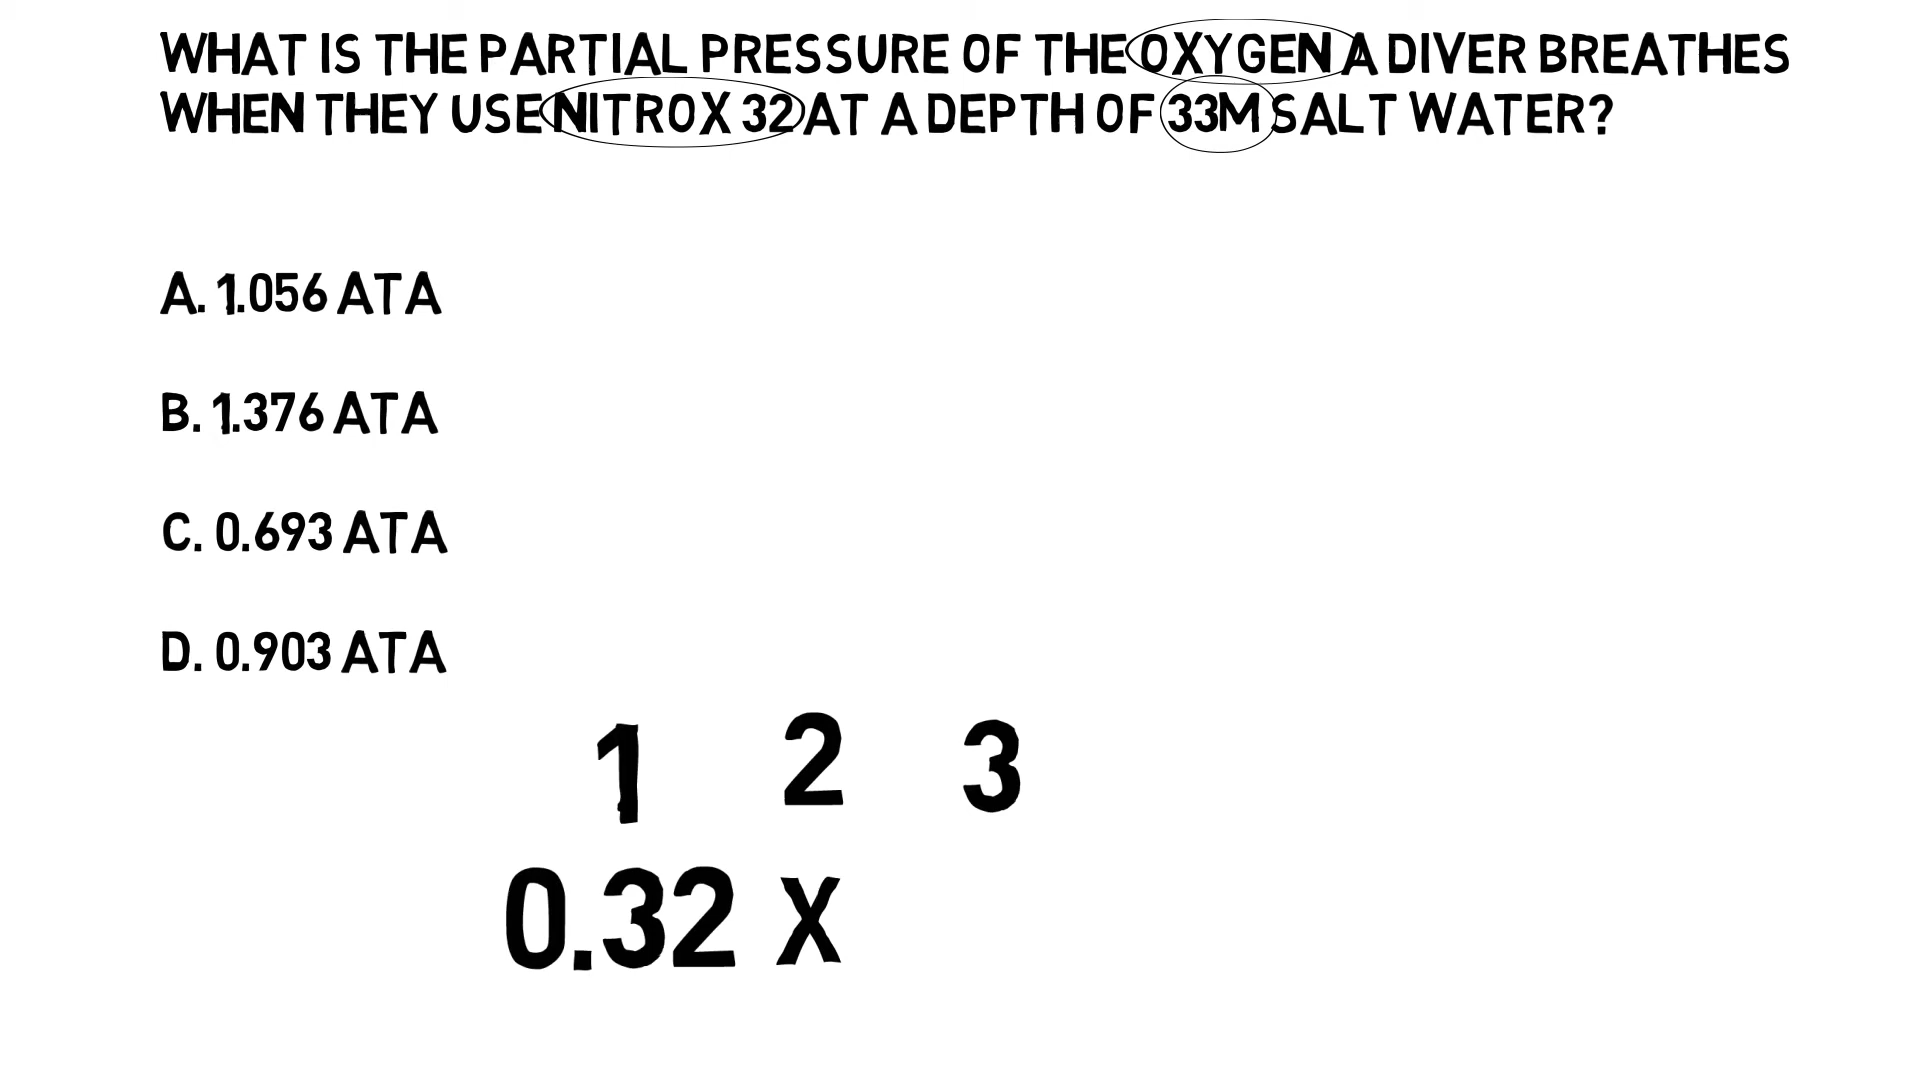 WHAT IS THE PARTIAL PRESSURE OF THE OXYGEN A DIVER BREATHES
WHEN THEY USE NITROX 32 AT A DEPTH OF 33M SALT WATER?
A. 1.056 ATA
B. 1.376 ATA
C. 0.693 ATA
D. 0.903 ATA
1 2 3
0.32 X